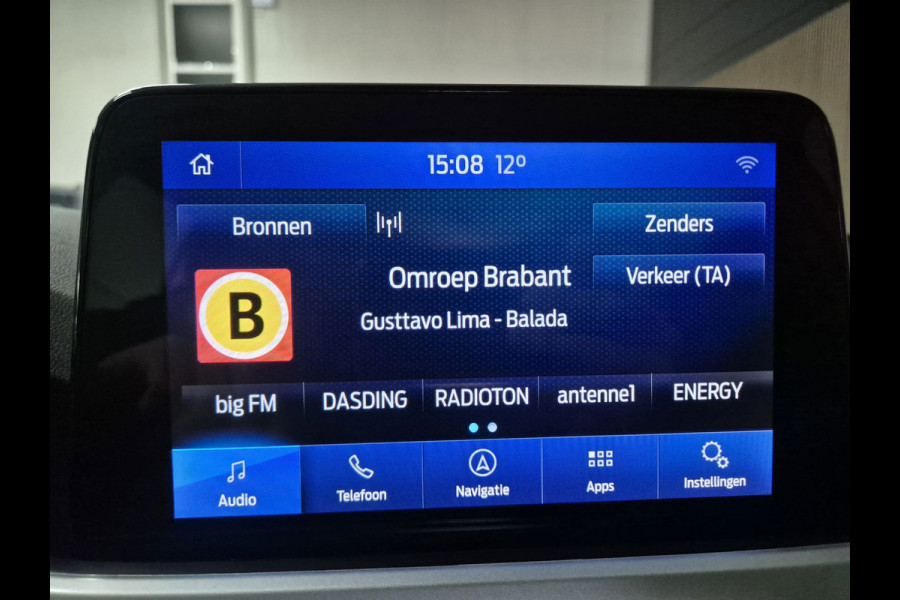 15:08 12°
Bronnen
Zenders
Omroep Brabant
Verkeer (TA)
B
Gusttavo Lima - Balada
big FM DASDING RADIOTON antenne1 ENERGY
Audio Telefoon Navigatie Apps Instellingen